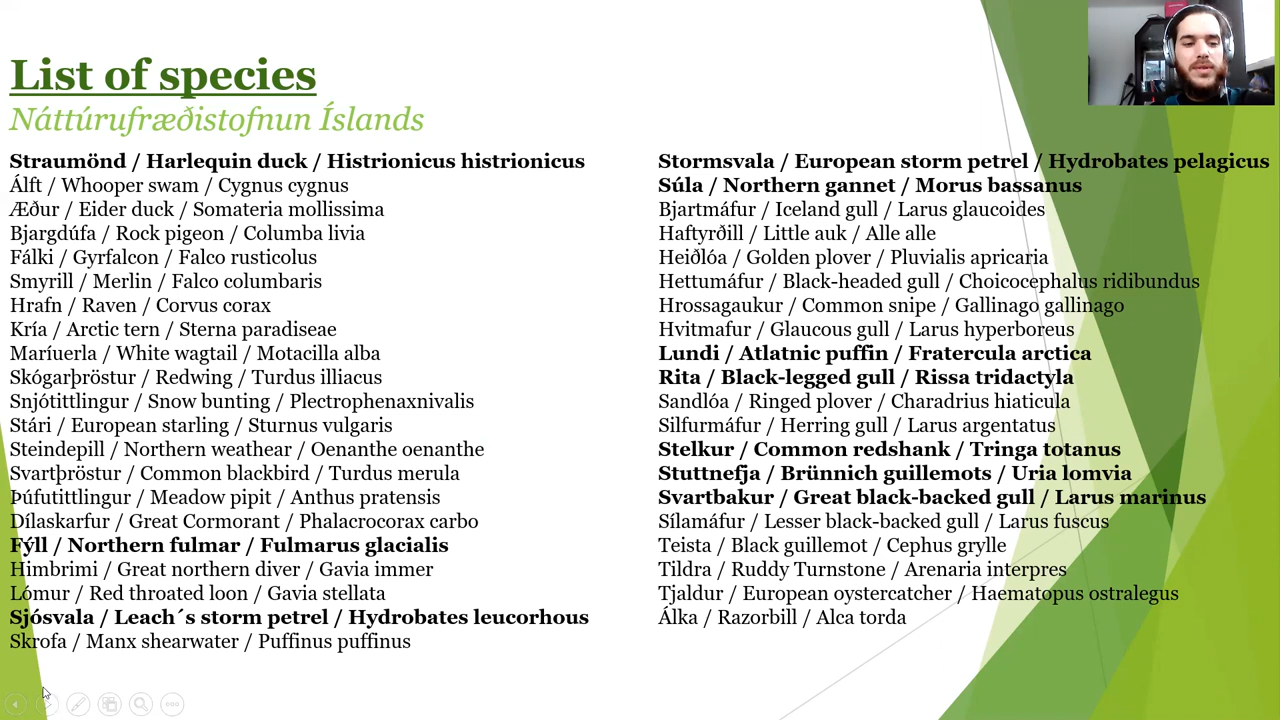 List of species
Náttúrufræðistofnun Íslands
Straumönd / Harlequin duck / Histrionicus histrionicus
Álft / Whooper swam / Cygnus cygnus
Æður / Eider duck / Somateria mollissima
Bjargdúfa / Rock pigeon / Columba livia
Fálki / Gyrfalcon / Falco rusticolus
Smyrill / Merlin / Falco columbaris
Hrafn / Raven / Corvus corax
Kría / Arctic tern / Sterna paradiseae
Maríuerla / White wagtail / Motacilla alba
Skógarþröstur / Redwing / Turdus illiacus
Snjótittlingur / Snow bunting / Plectrophenaxnivalis
Stári / European starling / Sturnus vulgaris
Steindepill / Northern weathear / Oenanthe oenanthe
Svartþröstur / Common blackbird / Turdus merula
Þúfutittlingur / Meadow pipit / Anthus pratensis
Dílaskarfur / Great Cormorant / Phalacrocorax carbo
Fýll / Northern fulmar / Fulmarus glacialis
Himbrimi / Great northern diver / Gavia immer
Lómur / Red throated loon / Gavia stellata
Sjósvala / Leach´s storm petrel / Hydrobates leucorhous
Skrofa / Manx shearwater / Puffinus puffinus
Stormsvala / European storm petrel / Hydrobates pelagicus
Súla / Northern gannet / Morus bassanus
Bjartmáfur / Iceland gull / Larus glaucoides
Haftyrðill / Little auk / Alle alle
Heiðlóa / Golden plover / Pluvialis apricaria
Hettumáfur / Black-headed gull / Choicocephalus ridibundus
Hrossagaukur / Common snipe / Gallinago gallinago
Hvitmafur / Glaucous gull / Larus hyperboreus
Lundi / Atlatnic puffin / Fratercula arctica
Rita / Black-legged gull / Rissa tridactyla
Sandlóa / Ringed plover / Charadrius hiaticula
Silfurmáfur / Herring gull / Larus argentatus
Stelkur / Common redshank / Tringa totanus
Stuttnefja / Brünnich guillemots / Uria lomvia
Svartbakur / Great black-backed gull / Larus marinus
Sílamáfur / Lesser black-backed gull / Larus fuscus
Teista / Black guillemot / Cephus grylle
Tildra / Ruddy Turnstone / Arenaria interpres
Tjaldur / European oystercatcher / Haematopus ostralegus
Álka / Razorbill / Alca torda